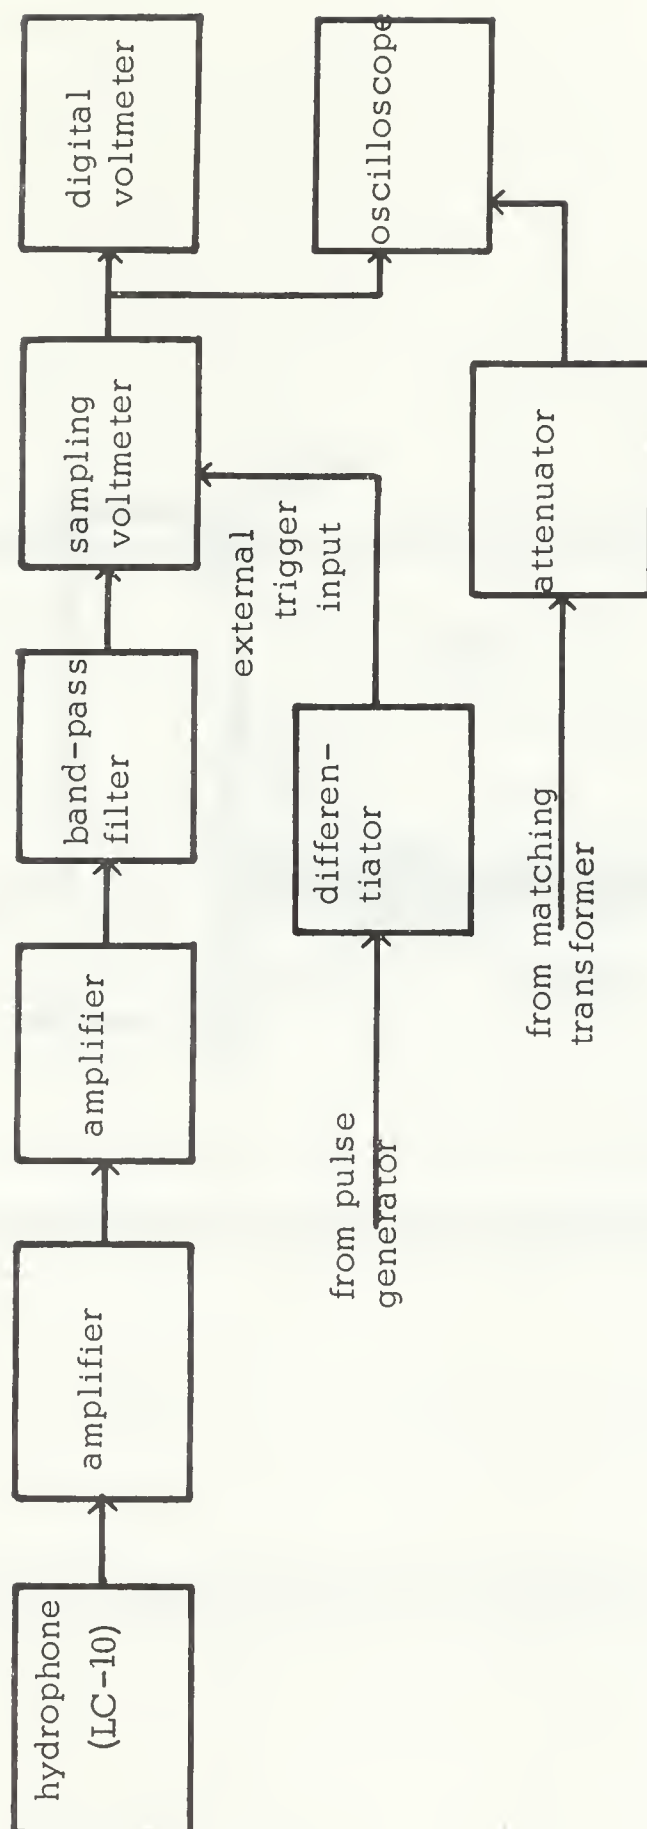 hydrophone
(LC-10)
amplifier
amplifier
band-pass
filter
sampling
voltmeter
digital
voltmeter
external
trigger
input
oscilloscope
from pulse
generator
differen-
tiator
from matching
transformer
attenuator